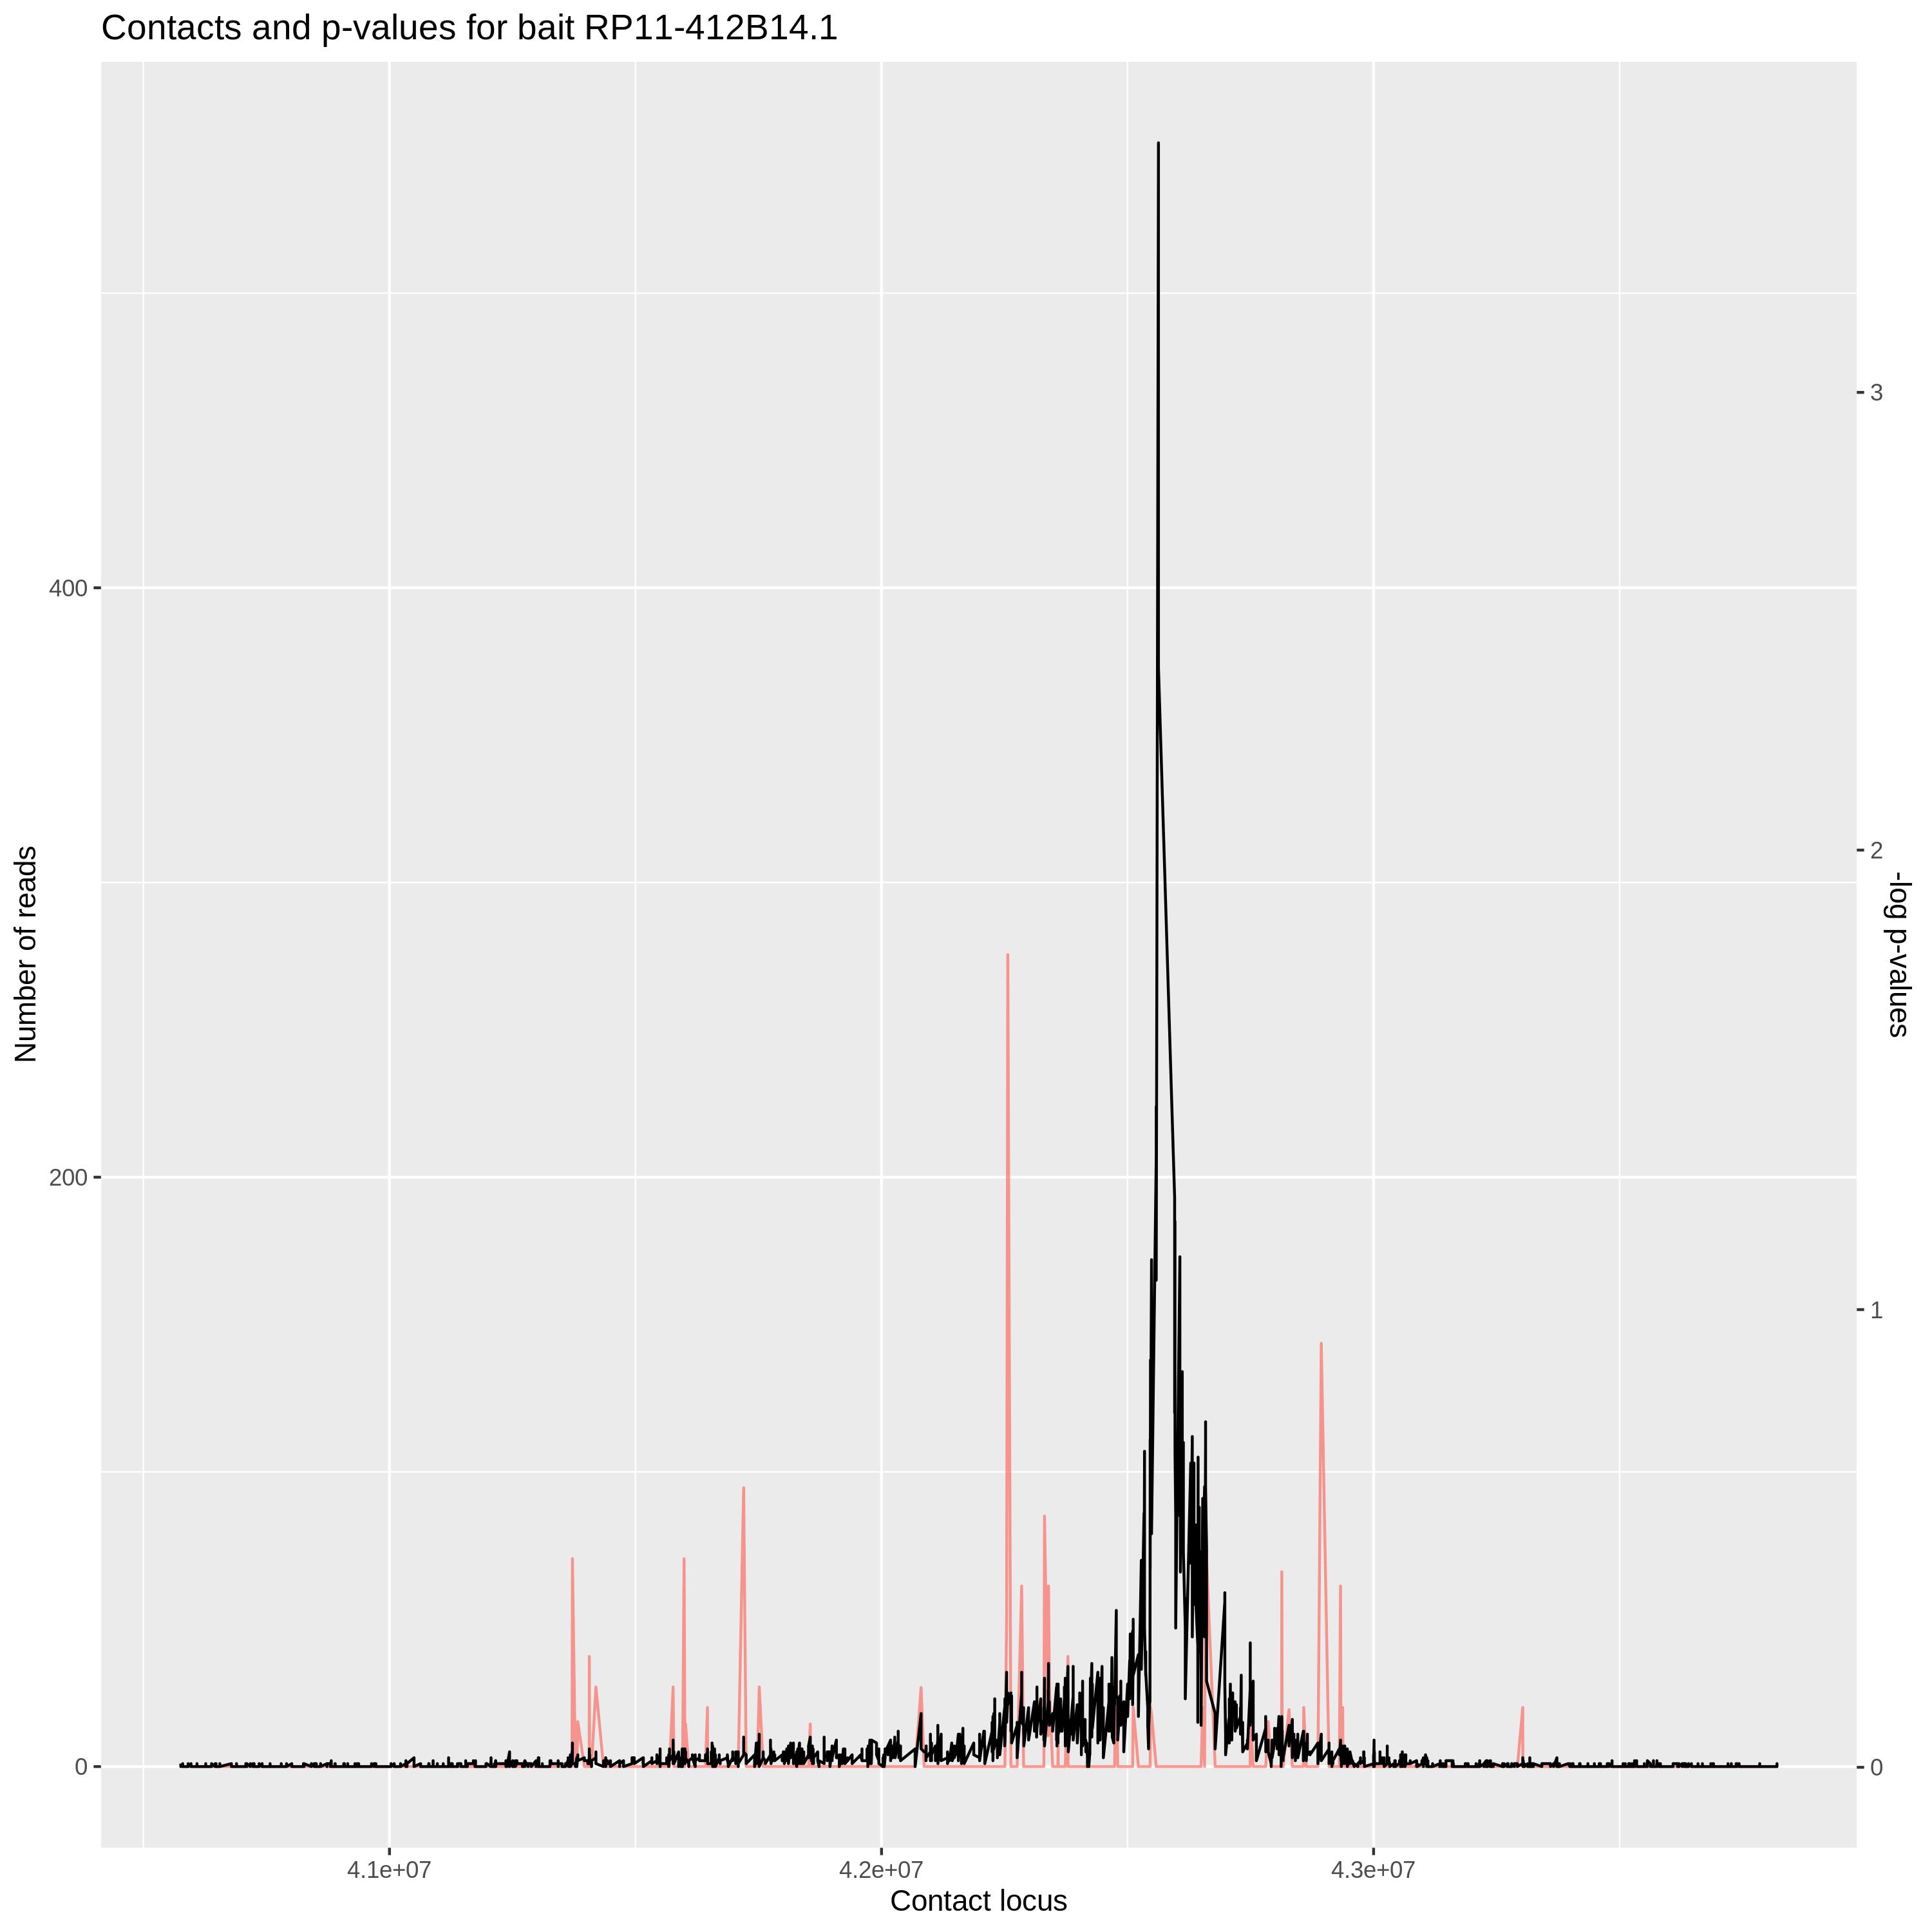 Contacts and p-values for bait RP11-412B14.1
Number of reads
400
200
0
3
2
1
0
-log p-values
4.1e+07
4.2e+07
4.3e+07
Contact locus